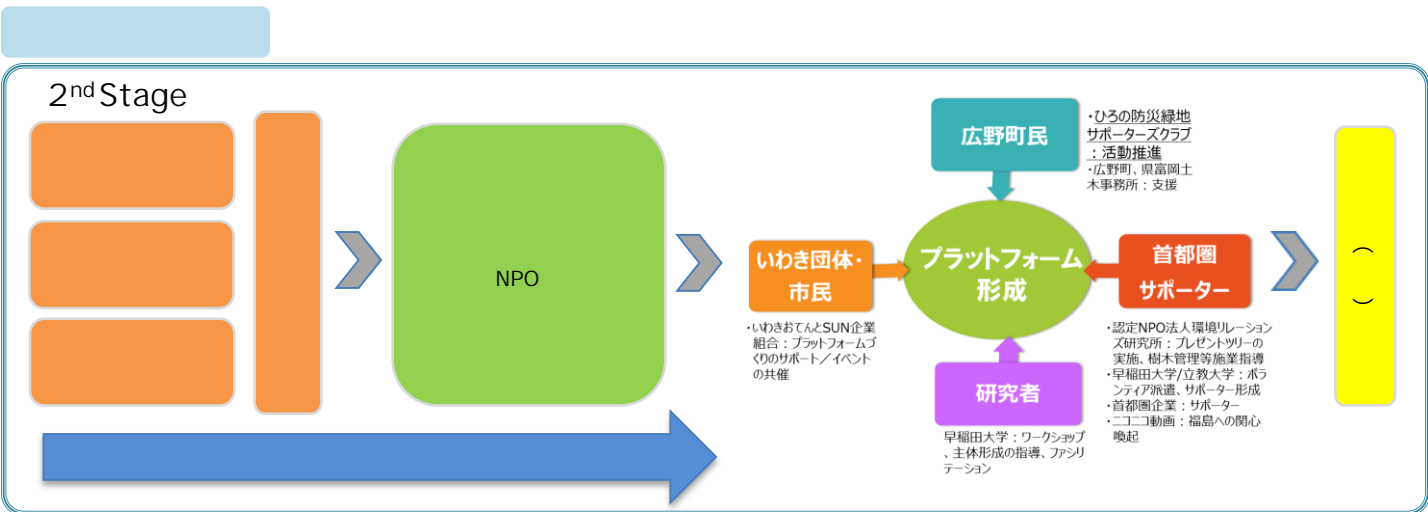 2nd Stage
NPO
広野町民
・ひろの防災緑地
サポーターズクラブ
：活動推進
・広野町、県富岡土
木事務所：支援
いわき団体・
市民
・いわきおてんとSUN企業
組合：プラットフォームづ
くりのサポート／イベント
の共催
プラットフォーム
形成
首都圏
サポーター
・認定NPO法人環境リレーション
ズ研究所：プレゼントツリーの
実施、樹木管理等施業指導
・早稲田大学/立教大学：ボラ
ンティア派遣、サポーター形成
・首都圏企業：サポーター
・ニコニコ動画：福島への関心
喚起
研究者
早稲田大学：ワークショップ
、主体形成の指導、ファシリ
テーション
（
）